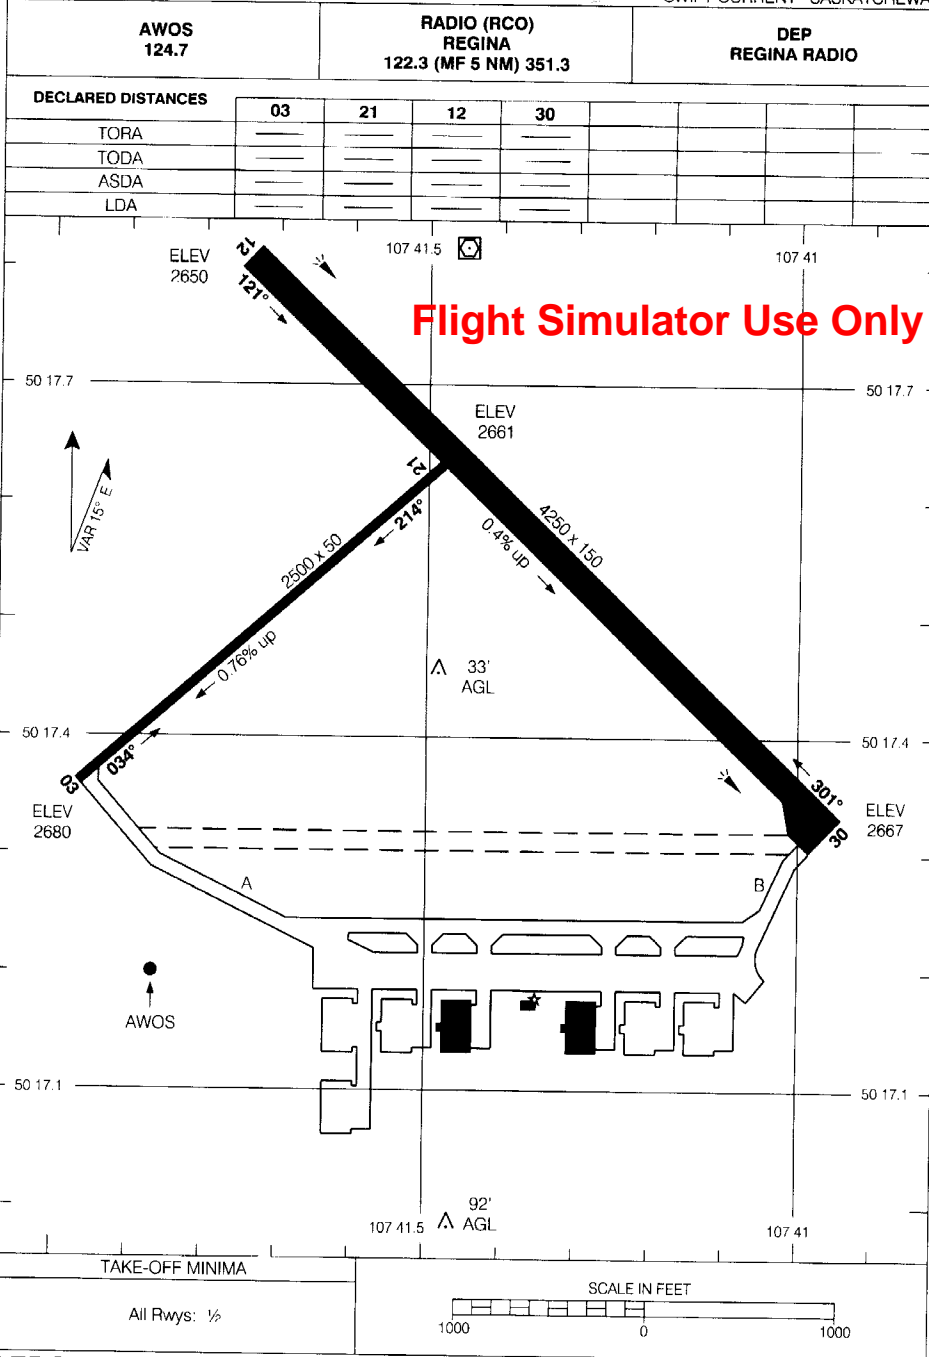 SWIFT CURRENT SASKATCHEWA
AWOS
124.7
RADIO (RCO)
REGINA
122.3 (MF 5 NM) 351.3
DEP
REGINA RADIO
DECLARED DISTANCES
03 21 12 30
TORA
TODA
ASDA
LDA
12
ELEV
2650
121°
107 41.5
107 41
Flight Simulator Use Only
50 17.7
50 17.7
ELEV
2661
21
214°
VAR 15° E
2500 x 50
4250 x 150
0.4% up
0.76% up
33'
AGL
50 17.4
50 17.4
034°
03
ELEV
2680
301°
30
ELEV
2667
A
B
AWOS
50 17.1
50 17.1
92'
AGL
107 41.5
107 41
TAKE-OFF MINIMA
All Rwys: ½
SCALE IN FEET
1000 0 1000